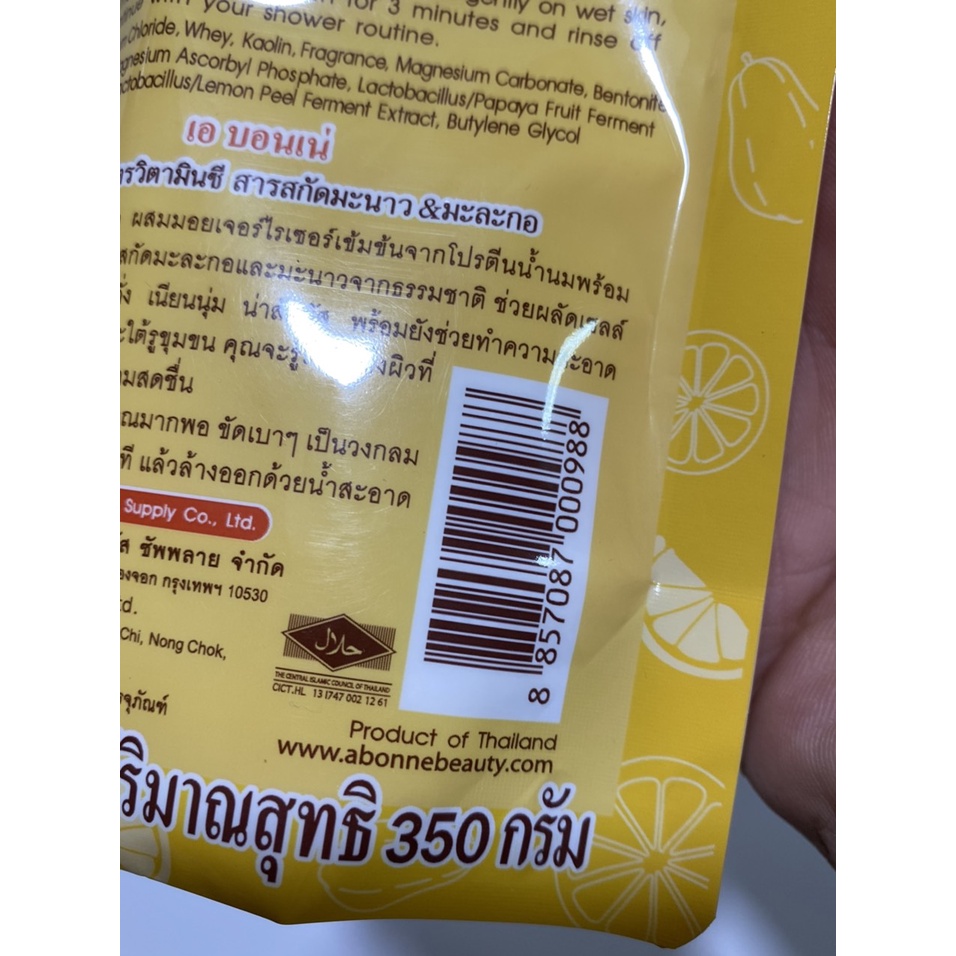 gently on wet skin,
for 3 minutes and rinse off
with your shower routine.
Chloride, Whey, Kaolin, Fragrance, Magnesium Carbonate, Bentonite
Ascorbyl Phosphate, Lactobacillus/Papaya Fruit Ferment
Lemon Peel Ferment Extract, Butylene Glycol
เอ บอนเน่
วิตามินซี สารสกัดมะนาว &มะละกอ
ผสมมอยเจอร์ไรเซอร์เข้มข้นจากโปรตีนน้ำนมพร้อม
สกัดมะละกอและมะนาวจากธรรมชาติ ช่วยผลัดเซลล์
เนียนนุ่ม พร้อมยังช่วยทำความสะอาด
ใต้รูขุมขน คุณจะ ผิวที่
สดชื่น
มากพอ ขัดเบาๆ เป็นวงกลม
ที แล้วล้างออกด้วยน้ำสะอาด
Supply Co., Ltd.
ซัพพลาย จำกัด
กรุงเทพฯ 10530
Chi, Nong Chok,
حلال
THE CENTRAL ISLAMIC COUNCIL OF THAILAND
CICT.HL 13 I747 002 12 61
8 857087 000988
Product of Thailand
www.abonnebeauty.com
ริมาณสุทธิ 350 กรัม